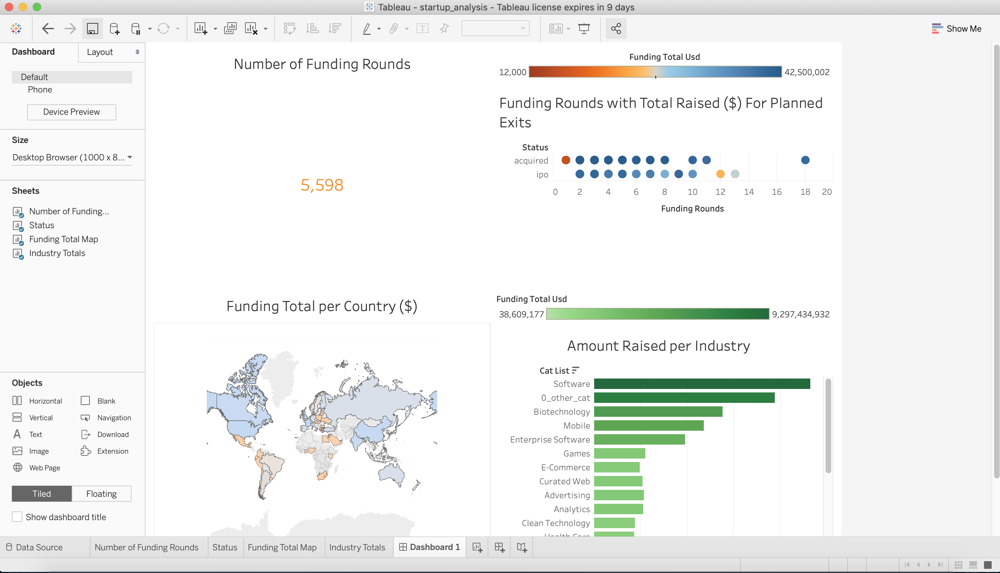 Tableau - startup_analysis - Tableau license expires in 9 days
Show Me
Dashboard
Layout
Default
Phone
Device Preview
Size
Desktop Browser (1000 x 8...
Sheets
Number of Funding...
Status
Funding Total Map
Industry Totals
Objects
Horizontal
Blank
Vertical
Navigation
Text
Download
Image
Extension
Web Page
Tiled
Floating
Show dashboard title
Number of Funding Rounds
5,598
Funding Total Usd
12,000
42,500,002
Funding Rounds with Total Raised ($) For Planned
Exits
Status
acquired
ipo
0 2 4 6 8 10 12 14 16 18 20
Funding Rounds
Funding Total per Country ($)
Funding Total Usd
38,609,177
9,297,434,932
Amount Raised per Industry
Cat List
Software
0_other_cat
Biotechnology
Mobile
Enterprise Software
Games
E-Commerce
Curated Web
Advertising
Analytics
Clean Technology
Health Care
Data Source
Number of Funding Rounds
Status
Funding Total Map
Industry Totals
Dashboard 1